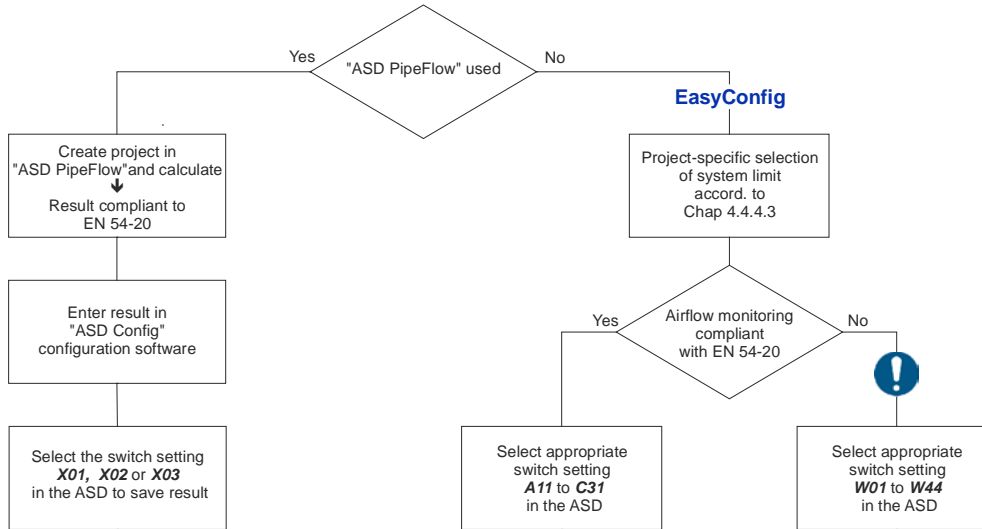 "ASD PipeFlow" used
Yes
No
EasyConfig
Create project in
"ASD PipeFlow"and calculate
Result compliant to
EN 54-20
Project-specific selection
of system limit
accord. to
Chap 4.4.4.3
Enter result in
"ASD Config"
configuration software
Airflow monitoring
compliant
with EN 54-20
Yes
No
Select the switch setting
X01, X02 or X03
in the ASD to save result
Select appropriate
switch setting
A11 to C31
in the ASD
Select appropriate
switch setting
W01 to W44
in the ASD